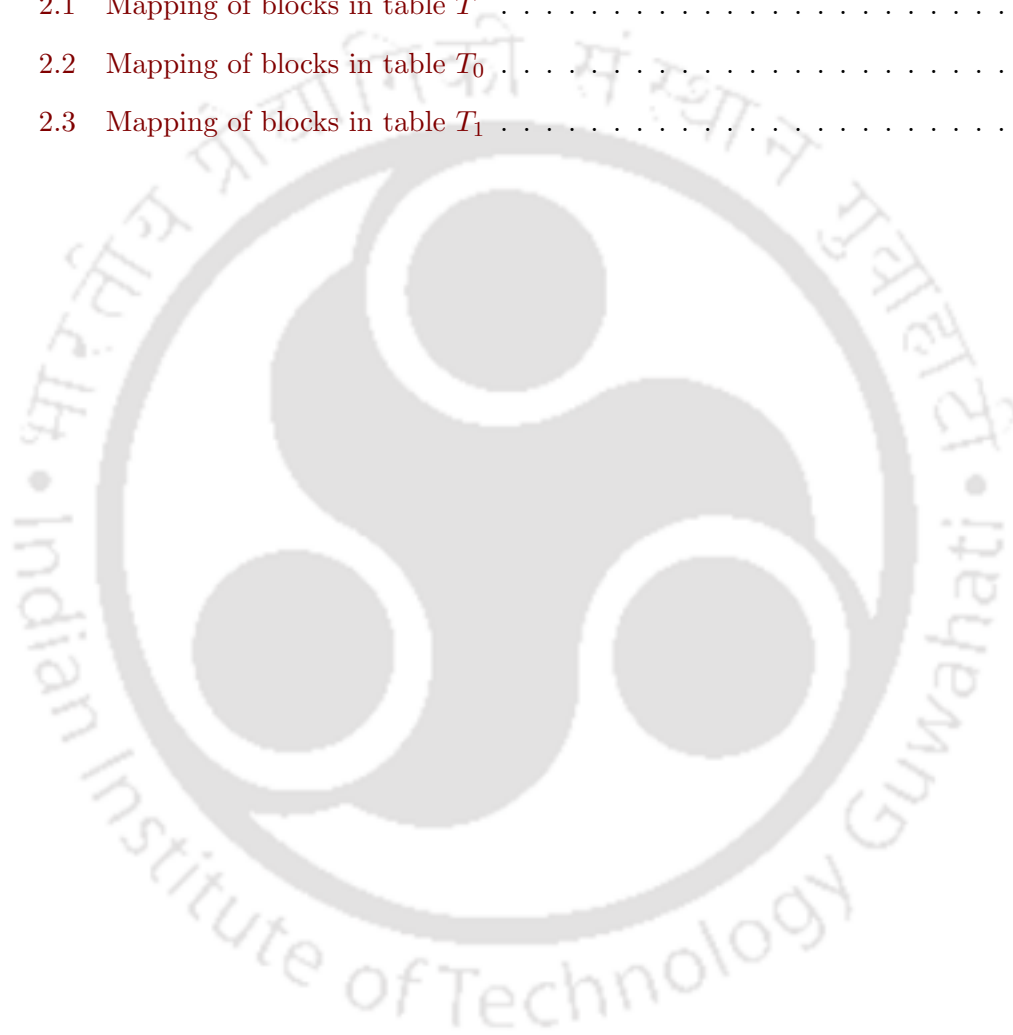 2.1 Mapping of blocks in table T . . . . . . . . . . . . . . . . . . . . . . .
2.2 Mapping of blocks in table T₀ . . . . . . . . . . . . . . . . . . . . . . .
2.3 Mapping of blocks in table T₁ . . . . . . . . . . . . . . . . . . . . . . .
भारतीय प्रौद्योगिकी संस्थान गुवाहाटी
• Indian Institute of Technology Guwahati •